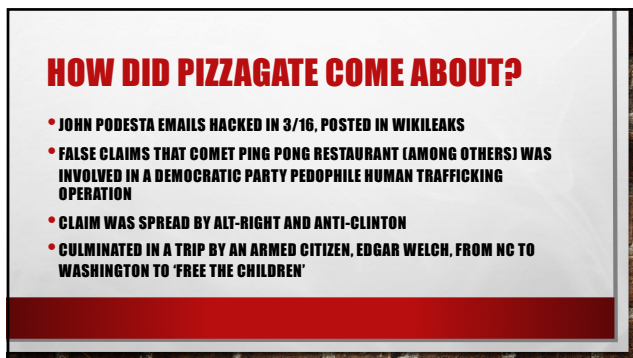 HOW DID PIZZAGATE COME ABOUT?
• JOHN PODESTA EMAILS HACKED IN 3/16, POSTED IN WIKILEAKS
• FALSE CLAIMS THAT COMET PING PONG RESTAURANT (AMONG OTHERS) WAS
INVOLVED IN A DEMOCRATIC PARTY PEDOPHILE HUMAN TRAFFICKING
OPERATION
• CLAIM WAS SPREAD BY ALT-RIGHT AND ANTI-CLINTON
• CULMINATED IN A TRIP BY AN ARMED CITIZEN, EDGAR WELCH, FROM NC TO
WASHINGTON TO ‘FREE THE CHILDREN’